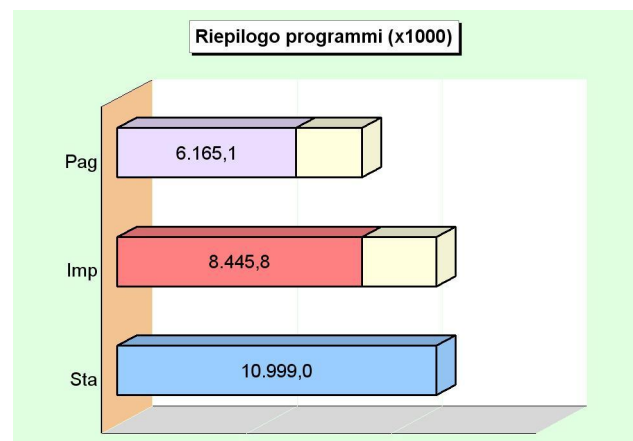 Riepilogo programmi (x1000)
Pag
6.165,1
Imp
8.445,8
Sta
10.999,0